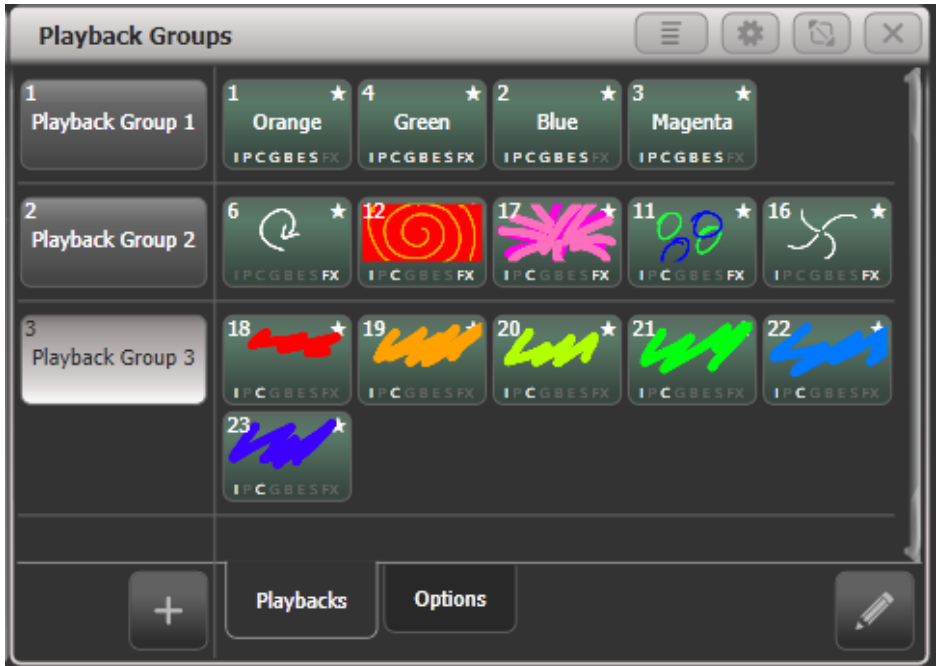 Playback Groups
1
Playback Group 1
1
Orange
IPCGBESFX
4
Green
IPCGBESFX
2
Blue
IPCGBESFX
3
Magenta
IPCGBESFX
2
Playback Group 2
6
IPCGBESFX
12
IPCGBESFX
17
IPCGBESFX
11
IPCGBESFX
16
IPCGBESFX
3
Playback Group 3
18
IPCGBESFX
19
IPCGBESFX
20
IPCGBESFX
21
IPCGBESFX
22
IPCGBESFX
23
IPCGBESFX
Playbacks
Options